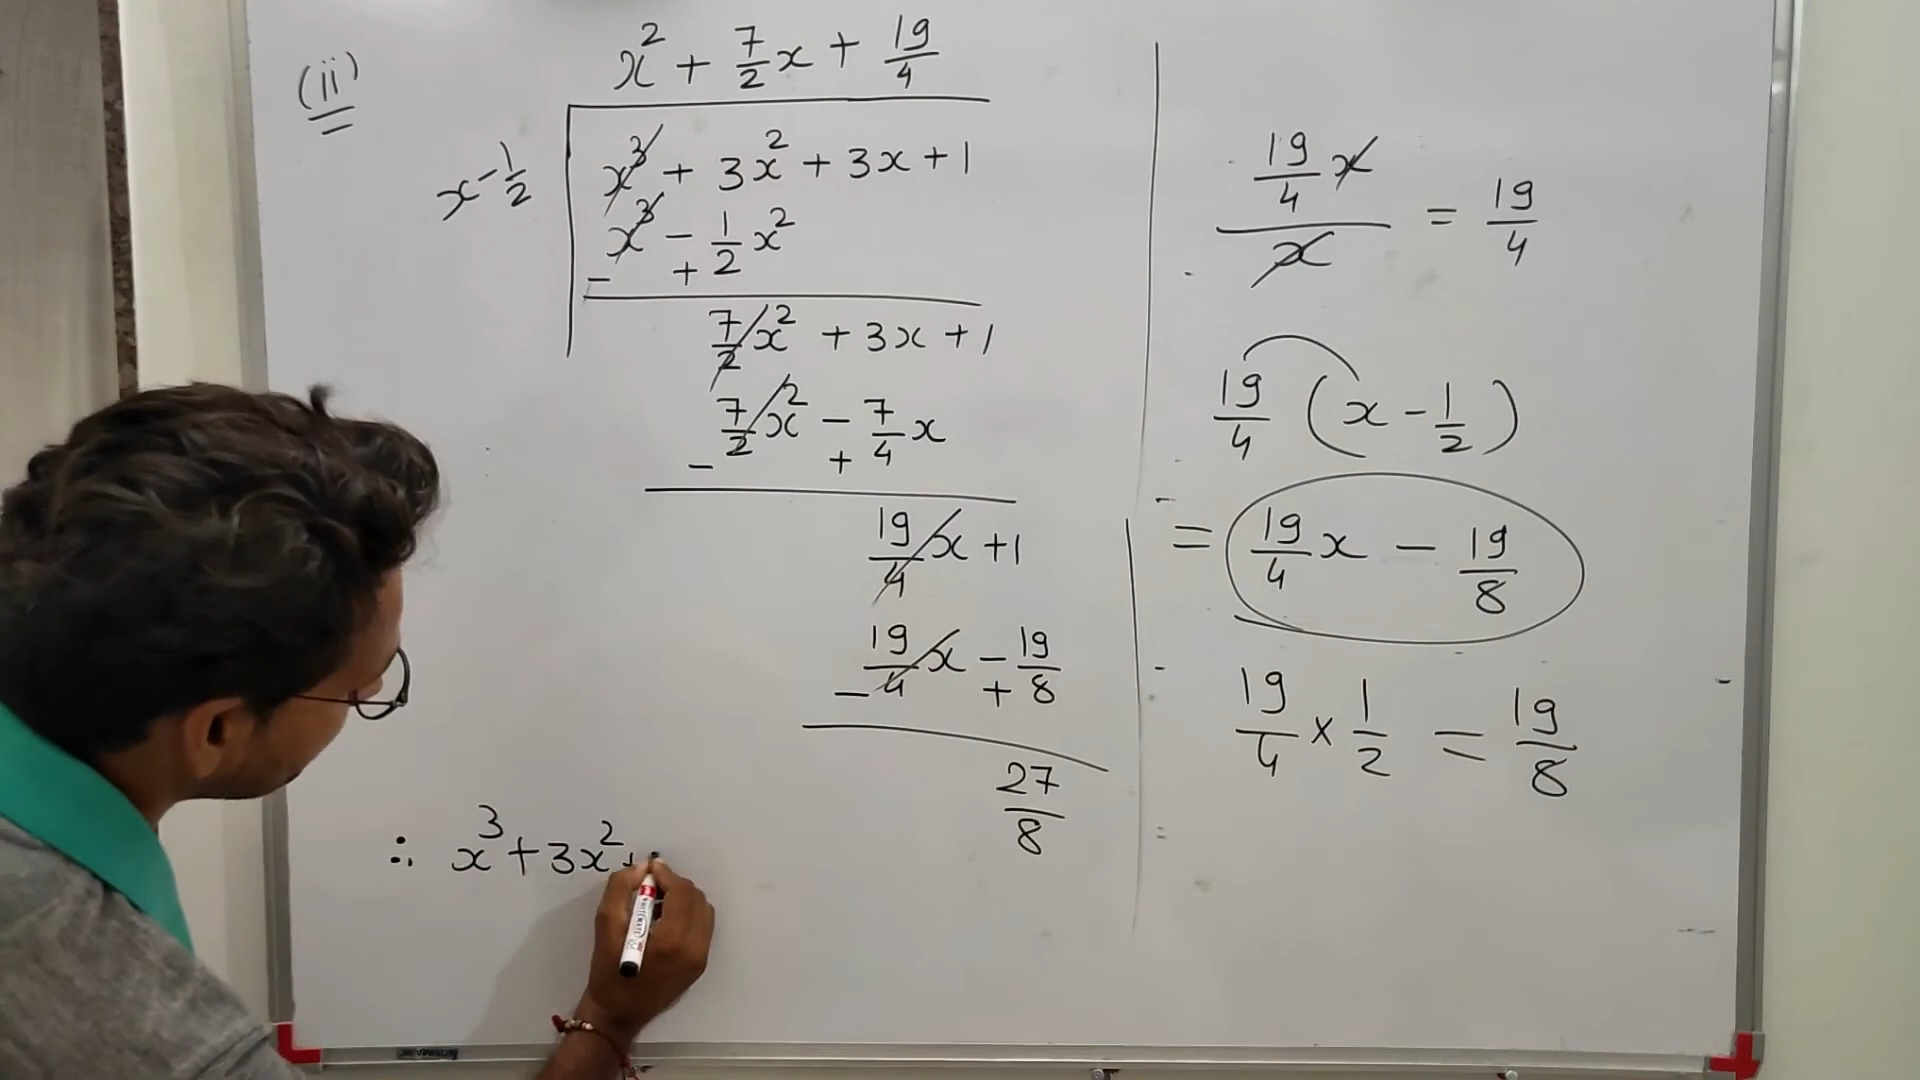 (ii)
x² + 7/2 x + 19/4
x - 1/2
x³ + 3x² + 3x + 1
x³ - 1/2 x²
- +
7/2 x² + 3x + 1
7/2 x² - 7/4 x
- +
19/4 x + 1
19/4 x - 19/8
- +
27/8
∴ x³ + 3x² +
19/4 x / x = 19/4
19/4 (x - 1/2)
= 19/4 x - 19/8
19/4 × 1/2 = 19/8